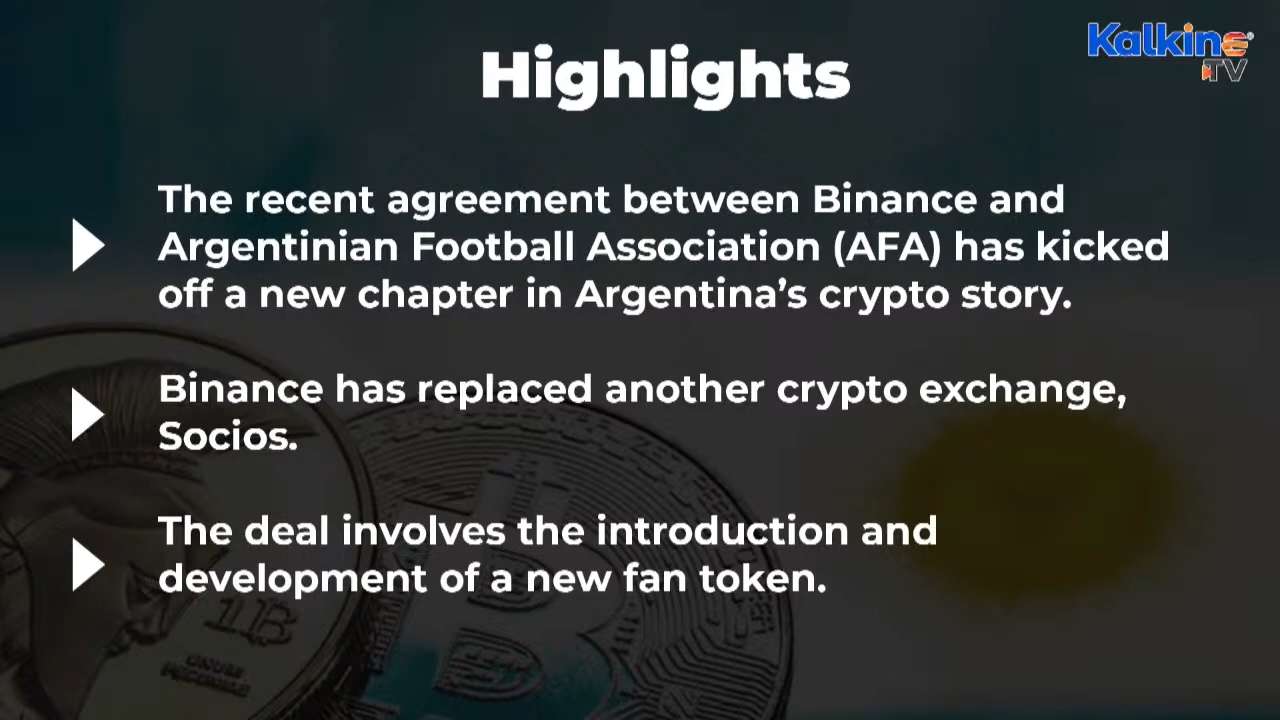 Kalkine
TV
Highlights
The recent agreement between Binance and
Argentinian Football Association (AFA) has kicked
off a new chapter in Argentina's crypto story.
Binance has replaced another crypto exchange,
Socios.
The deal involves the introduction and
development of a new fan token.
1B